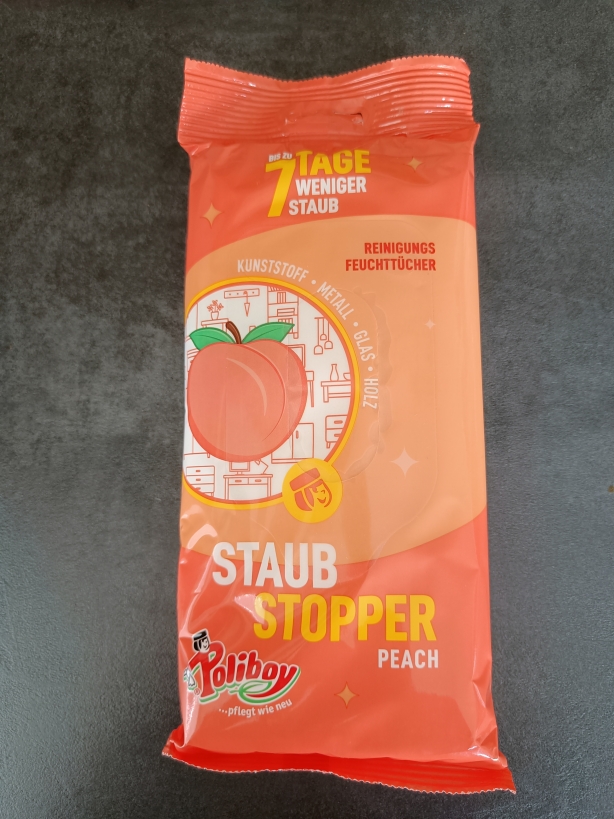 BIS ZU
7 TAGE
WENIGER
STAUB
REINIGUNGS
FEUCHTTÜCHER
KUNSTSTOFF • METALL • GLAS • HOLZ
STAUB
STOPPER
PEACH
Poliboy
...pflegt wie neu